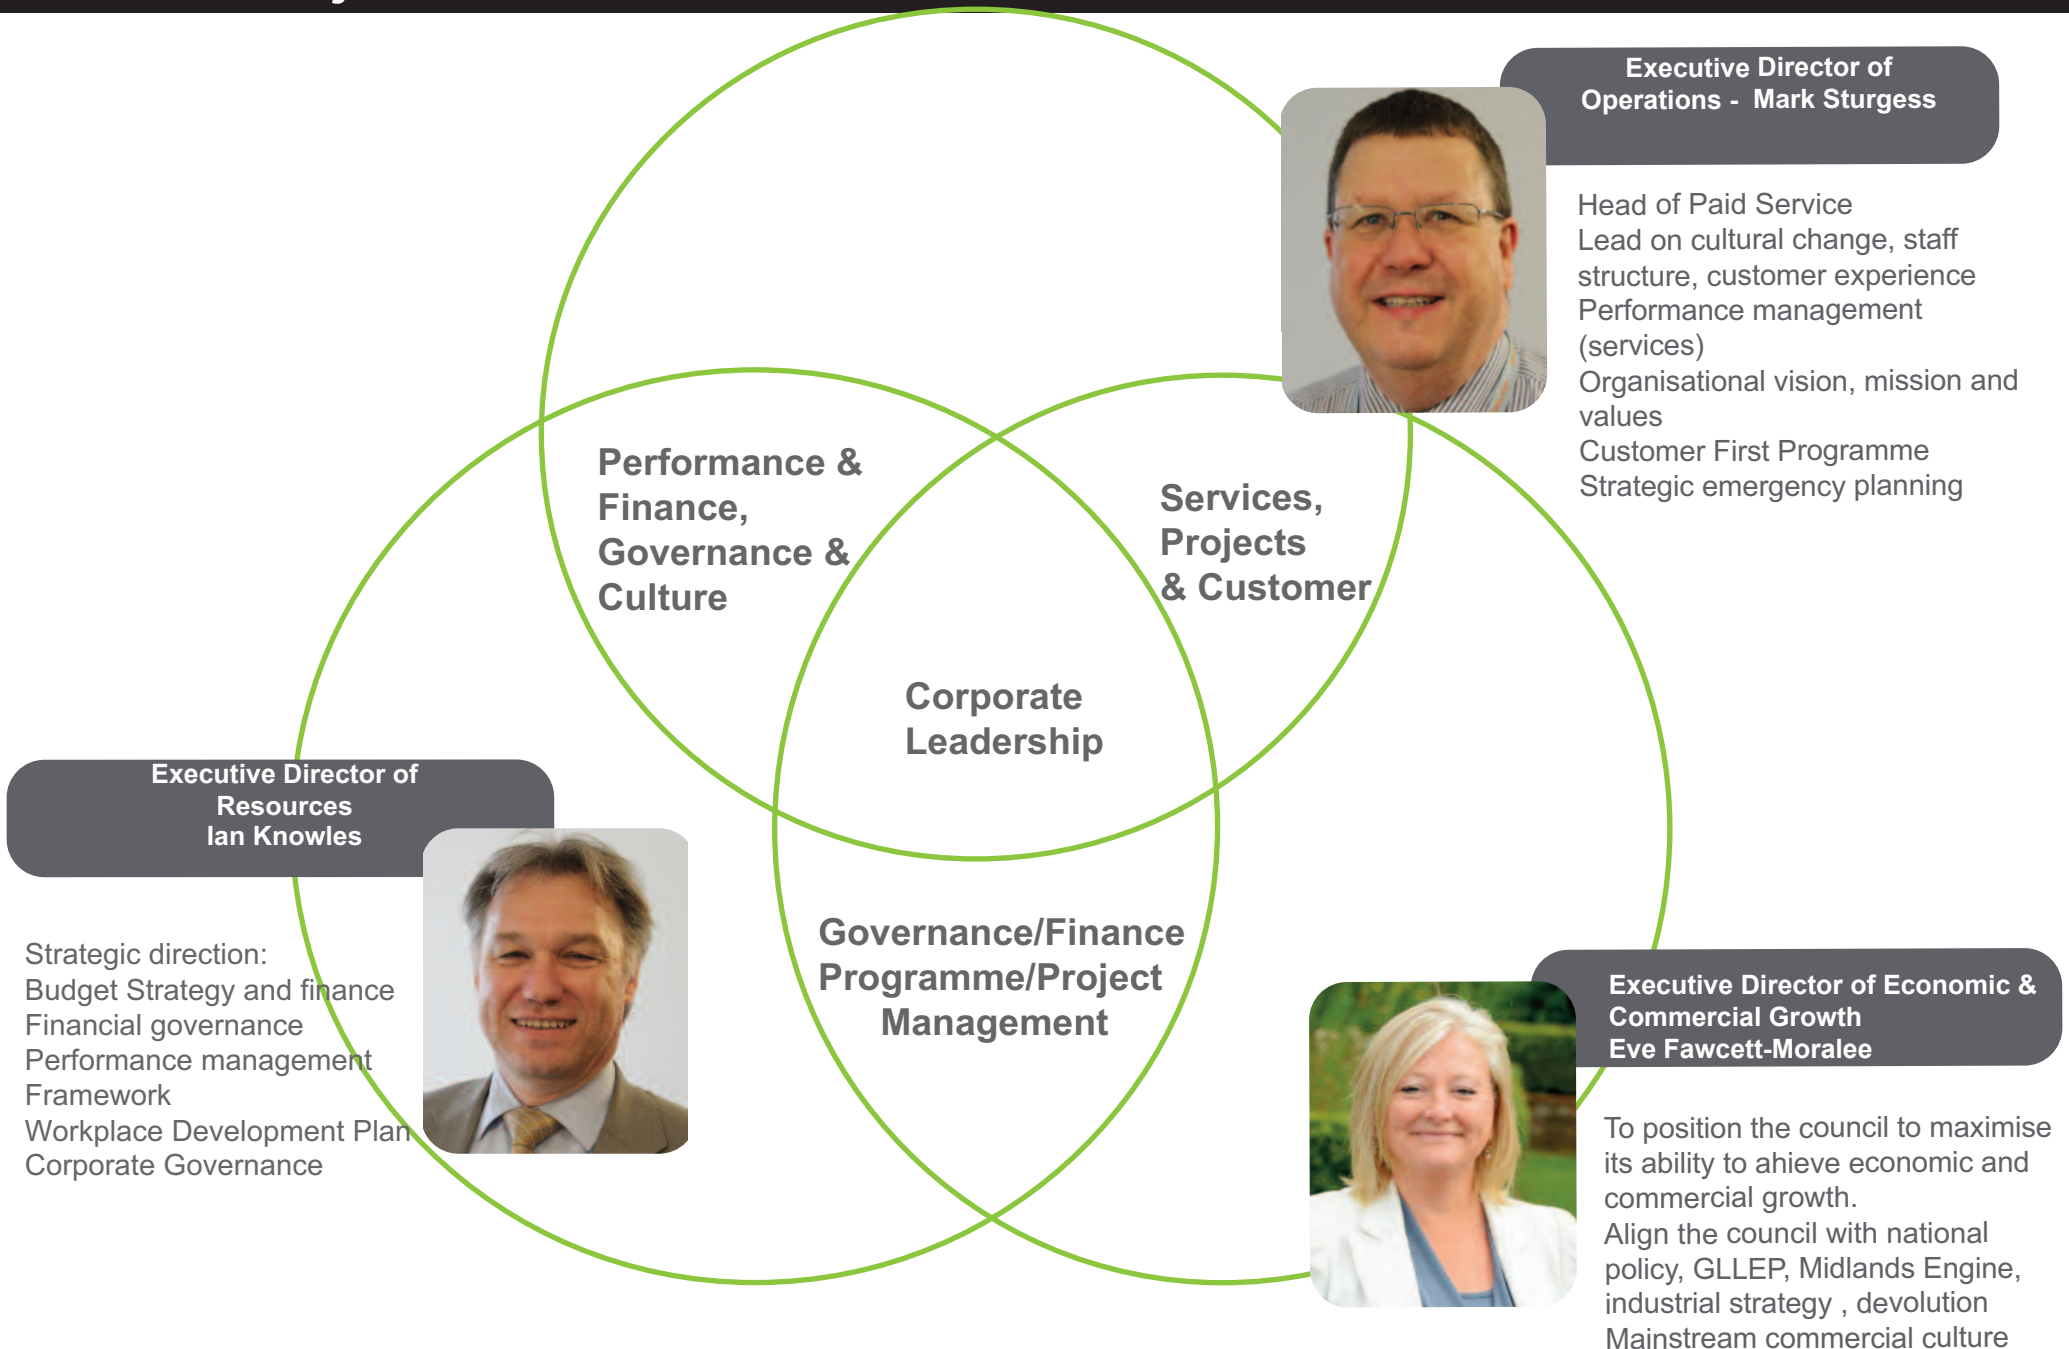 Executive Director of
Operations -  Mark Sturgess
Head of Paid Service
Lead on cultural change, staff
structure, customer experience
Performance management
(services)
Organisational vision, mission and
values
Customer First Programme
Strategic emergency planning
Performance &
Finance,
Governance &
Culture
Services,
Projects
& Customer
Corporate
Leadership
Executive Director of
Resources
Ian Knowles
Strategic direction:
Budget Strategy and finance
Financial governance
Performance management
Framework
Workplace Development Plan
Corporate Governance
Governance/Finance
Programme/Project
Management
Executive Director of Economic &
Commercial Growth
Eve Fawcett-Moralee
To position the council to maximise
its ability to ahieve economic and
commercial growth.
Align the council with national
policy, GLLEP, Midlands Engine,
industrial strategy , devolution
Mainstream commercial culture